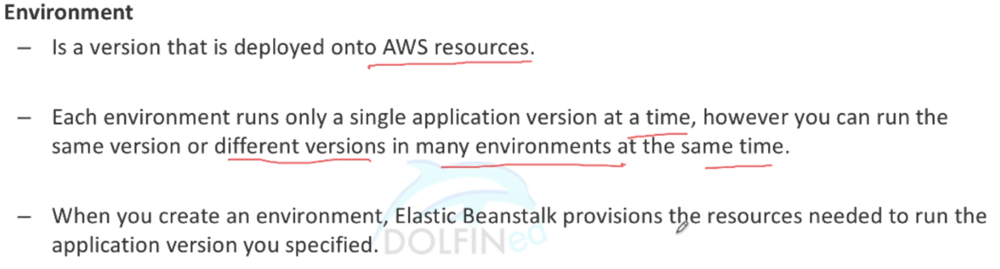 Environment
– Is a version that is deployed onto AWS resources.
– Each environment runs only a single application version at a time, however you can run the
same version or different versions in many environments at the same time.
– When you create an environment, Elastic Beanstalk provisions the resources needed to run the
application version you specified.
DOLFINed